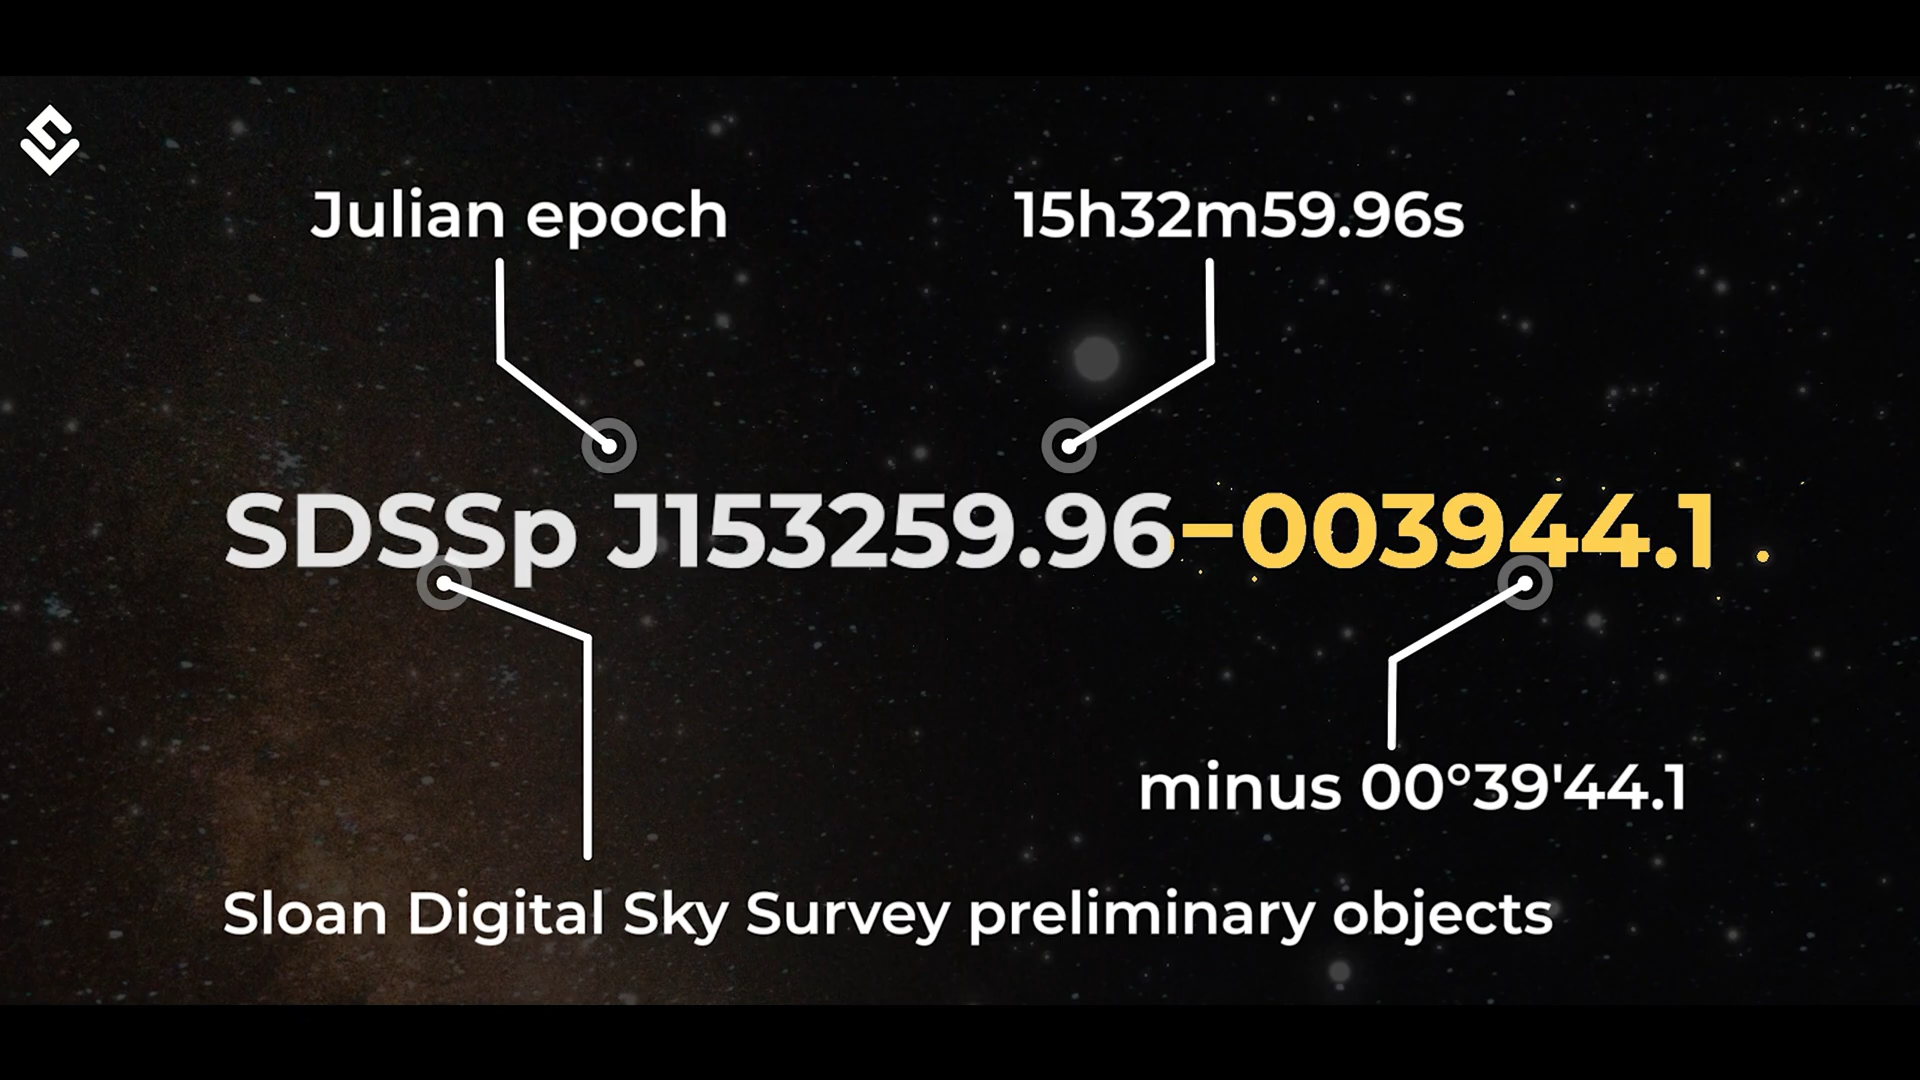 Julian epoch
15h32m59.96s
SDSSp J153259.96−003944.1
minus 00°39'44.1
Sloan Digital Sky Survey preliminary objects